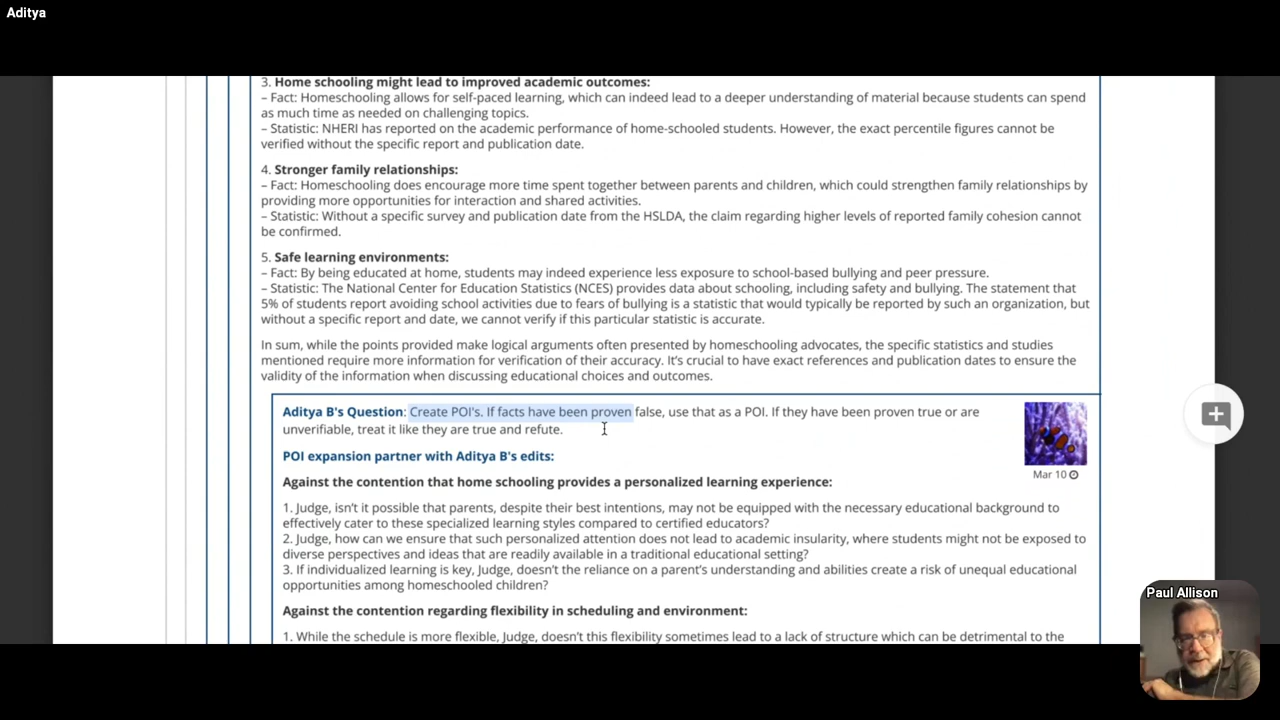 Aditya
3. Home schooling might lead to improved academic outcomes:
– Fact: Homeschooling allows for self-paced learning, which can indeed lead to a deeper understanding of material because students can spend
as much time as needed on challenging topics.
– Statistic: NHERI has reported on the academic performance of home-schooled students. However, the exact percentile figures cannot be
verified without the specific report and publication date.
4. Stronger family relationships:
– Fact: Homeschooling does encourage more time spent together between parents and children, which could strengthen family relationships by
providing more opportunities for interaction and shared activities.
– Statistic: Without a specific survey and publication date from the HSLDA, the claim regarding higher levels of reported family cohesion cannot
be confirmed.
5. Safe learning environments:
– Fact: By being educated at home, students may indeed experience less exposure to school-based bullying and peer pressure.
– Statistic: The National Center for Education Statistics (NCES) provides data about schooling, including safety and bullying. The statement that
5% of students report avoiding school activities due to fears of bullying is a statistic that would typically be reported by such an organization, but
without a specific report and date, we cannot verify if this particular statistic is accurate.
In sum, while the points provided make logical arguments often presented by homeschooling advocates, the specific statistics and studies
mentioned require more information for verification of their accuracy. It's crucial to have exact references and publication dates to ensure the
validity of the information when discussing educational choices and outcomes.
Aditya B's Question: Create POI's. If facts have been proven false, use that as a POI. If they have been proven true or are
unverifiable, treat it like they are true and refute.
Mar 10
POI expansion partner with Aditya B's edits:
Against the contention that home schooling provides a personalized learning experience:
1. Judge, isn't it possible that parents, despite their best intentions, may not be equipped with the necessary educational background to
effectively cater to these specialized learning styles compared to certified educators?
2. Judge, how can we ensure that such personalized attention does not lead to academic insularity, where students might not be exposed to
diverse perspectives and ideas that are readily available in a traditional educational setting?
3. If individualized learning is key, Judge, doesn't the reliance on a parent's understanding and abilities create a risk of unequal educational
opportunities among homeschooled children?
Against the contention regarding flexibility in scheduling and environment:
1. While the schedule is more flexible, Judge, doesn't this flexibility sometimes lead to a lack of structure which can be detrimental to the
Paul Allison